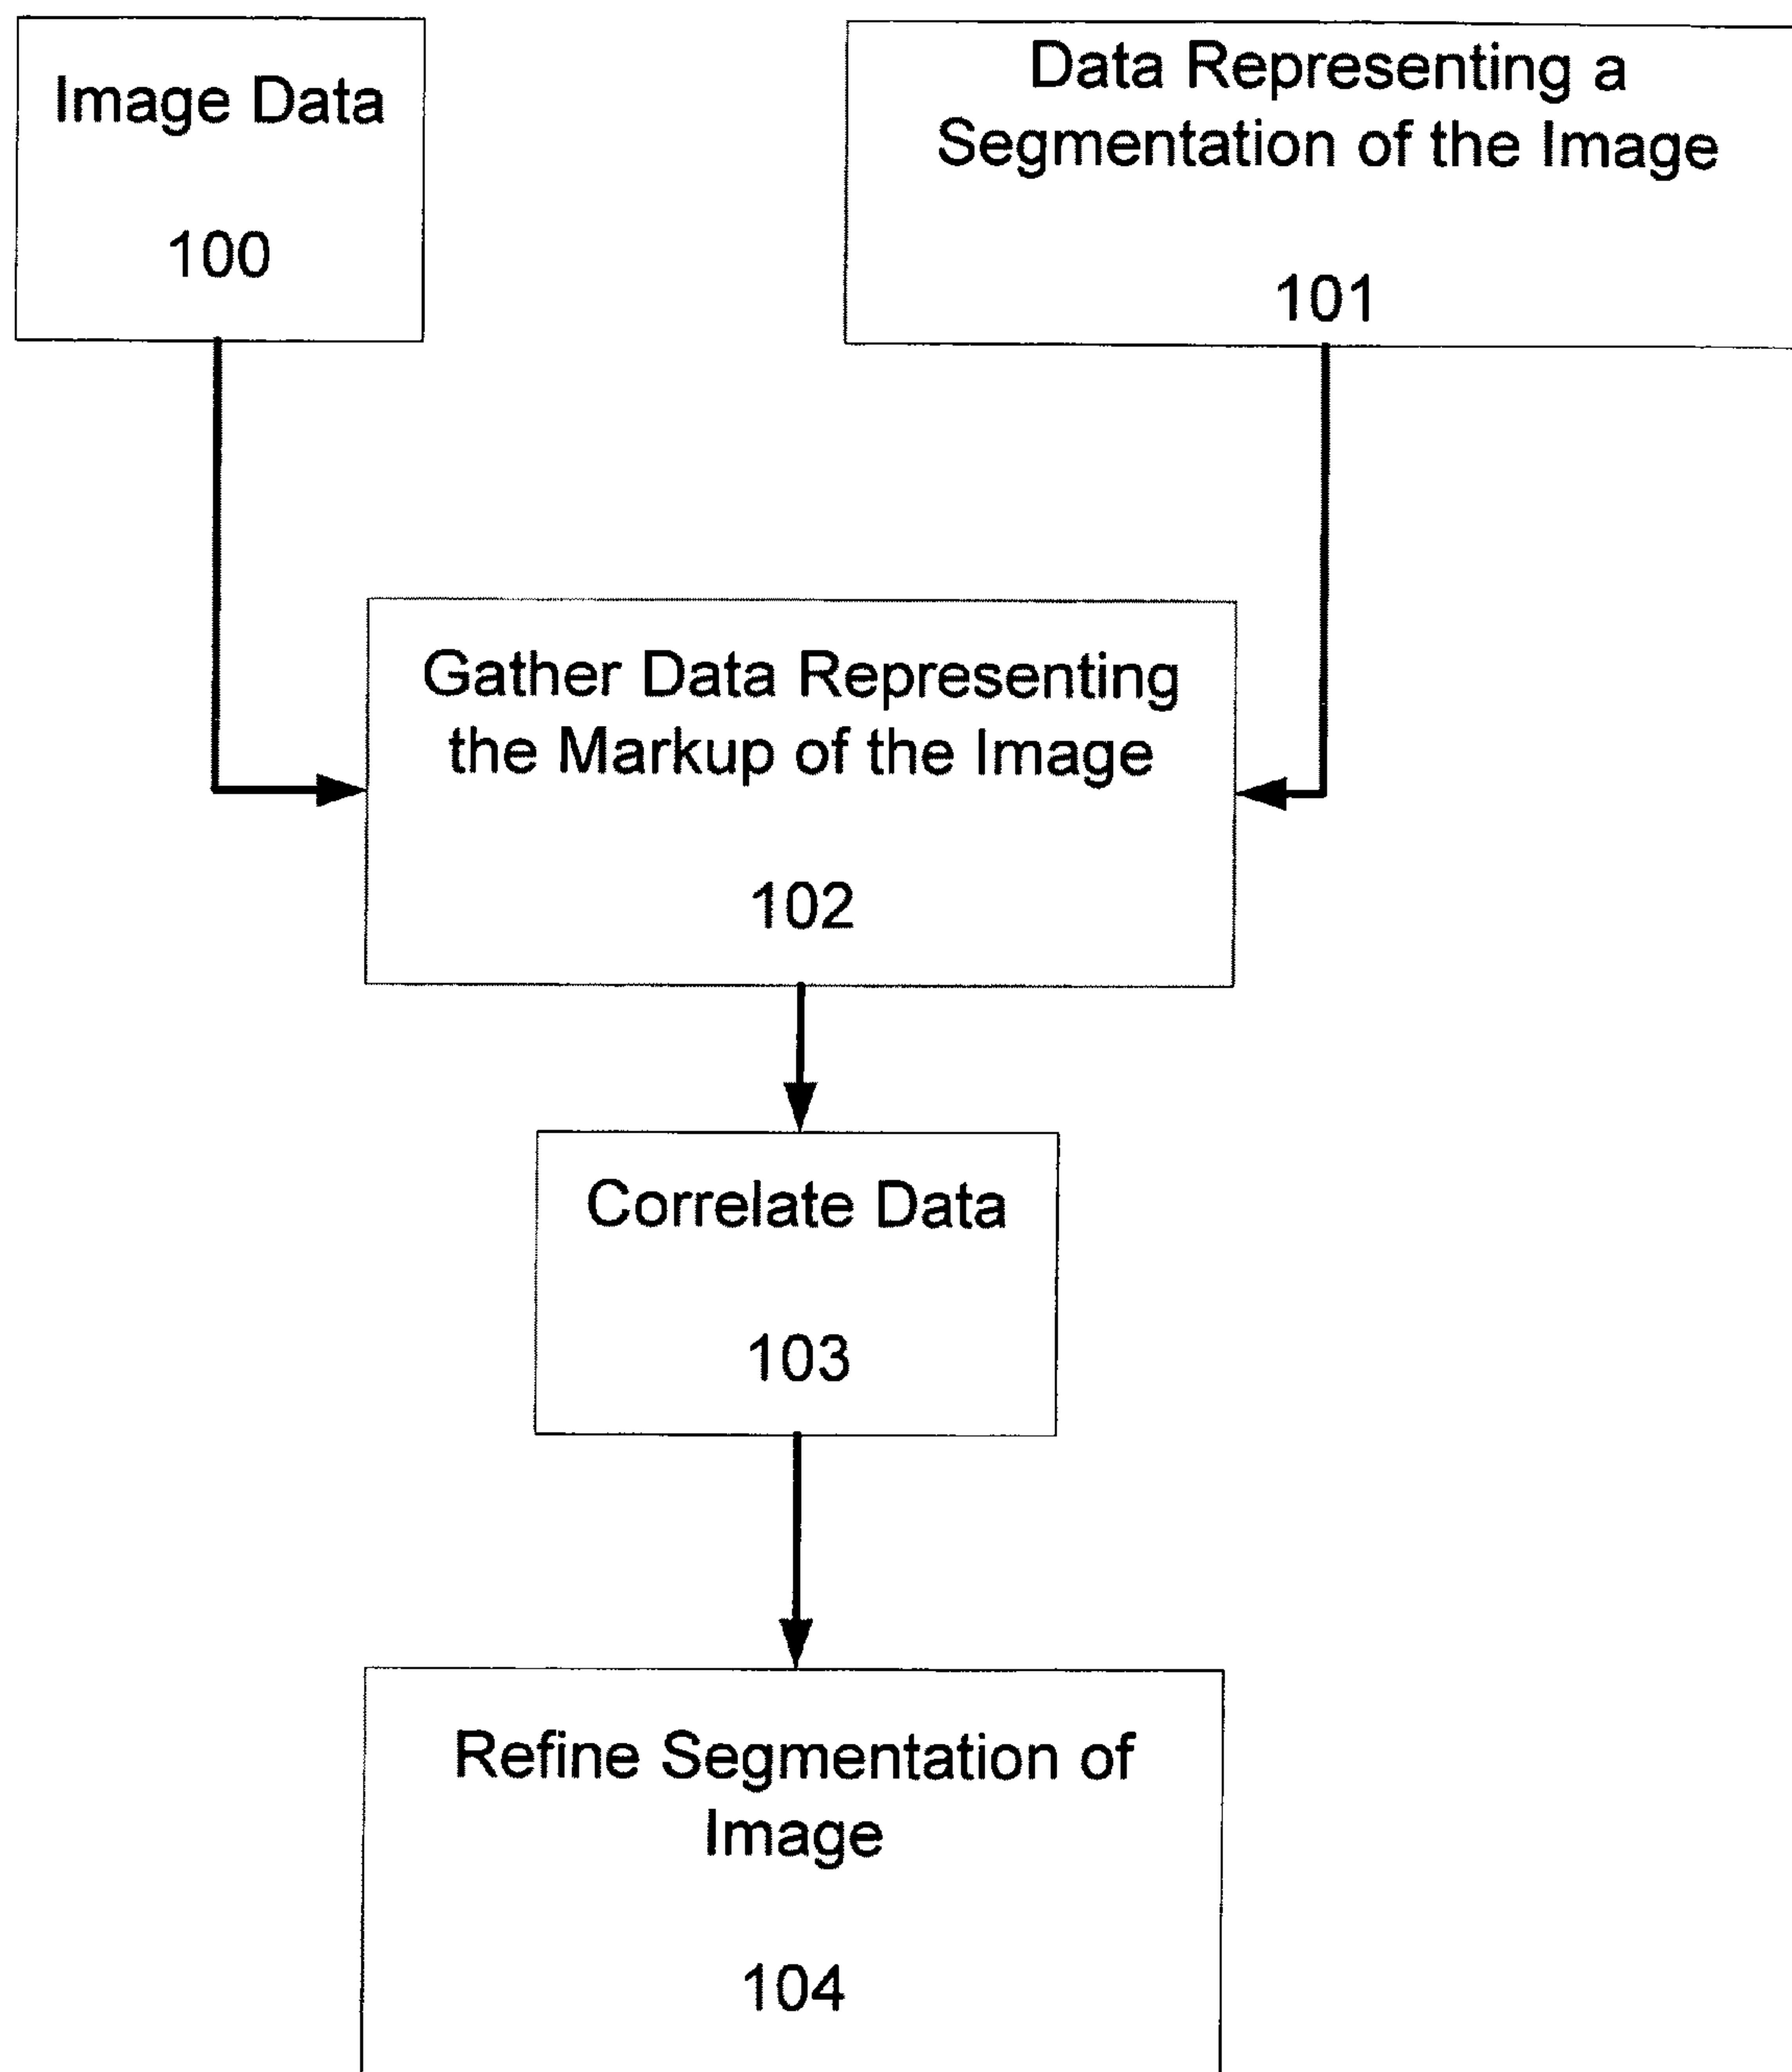 Image Data
100
Data Representing a
Segmentation of the Image
101
Gather Data Representing
the Markup of the Image
102
Correlate Data
103
Refine Segmentation of
Image
104